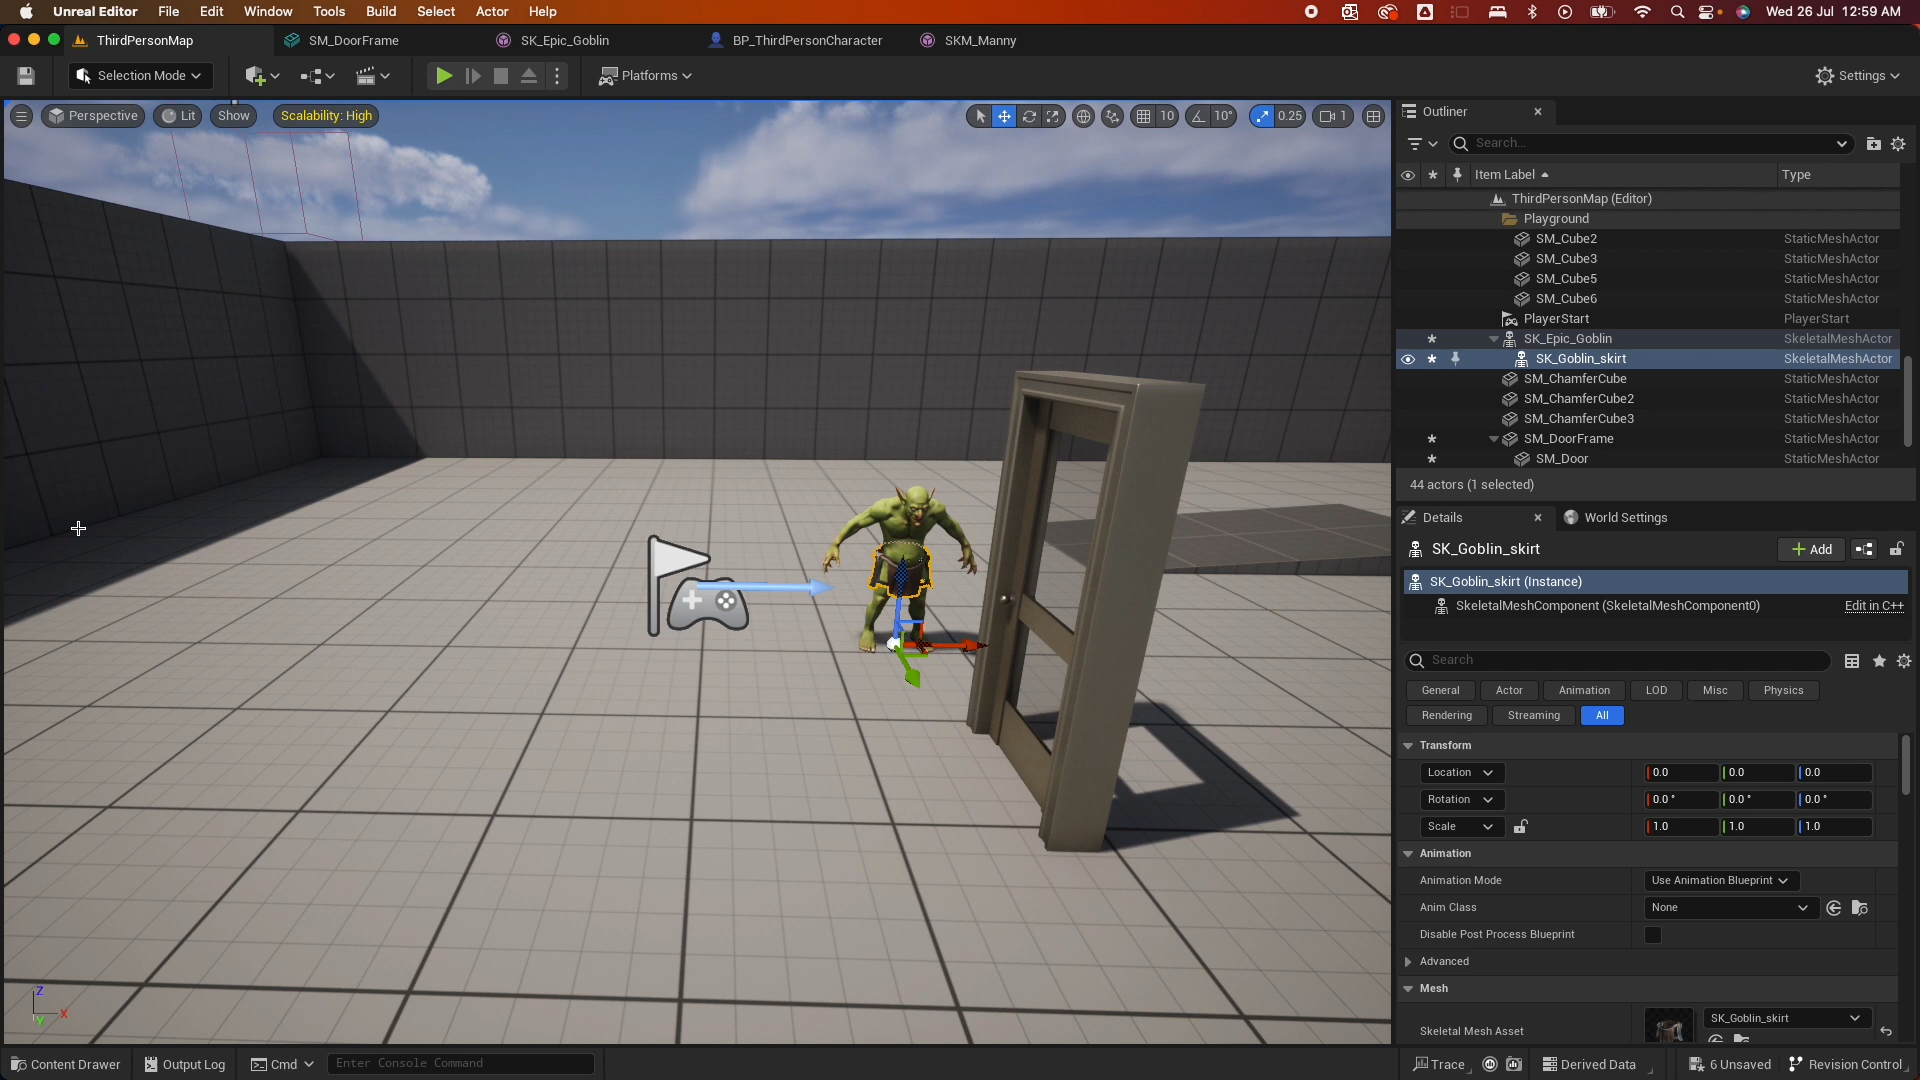 Unreal Editor File Edit Window Tools Build Select Actor Help Wed 26 Jul 12:59 AM
ThirdPersonMap SM_DoorFrame SK_Epic_Goblin BP_ThirdPersonCharacter SKM_Manny
Selection Mode Platforms Settings
Perspective Lit Show Scalability: High 10 10° 0.25 1
Outliner
Search...
Item Label Type
ThirdPersonMap (Editor)
Playground
SM_Cube2 StaticMeshActor
SM_Cube3 StaticMeshActor
SM_Cube5 StaticMeshActor
SM_Cube6 StaticMeshActor
PlayerStart PlayerStart
SK_Epic_Goblin SkeletalMeshActor
SK_Goblin_skirt SkeletalMeshActor
SM_ChamferCube StaticMeshActor
SM_ChamferCube2 StaticMeshActor
SM_ChamferCube3 StaticMeshActor
SM_DoorFrame StaticMeshActor
SM_Door StaticMeshActor
44 actors (1 selected)
Details World Settings
SK_Goblin_skirt Add
SK_Goblin_skirt (Instance)
SkeletalMeshComponent (SkeletalMeshComponent0) Edit in C++
Search
General Actor Animation LOD Misc Physics
Rendering Streaming All
Transform
Location 0.0 0.0 0.0
Rotation 0.0° 0.0° 0.0°
Scale 1.0 1.0 1.0
Animation
Animation Mode Use Animation Blueprint
Anim Class None
Disable Post Process Blueprint
Advanced
Mesh
Skeletal Mesh Asset SK_Goblin_skirt
Z
X
Y
Content Drawer Output Log Cmd Enter Console Command Trace Derived Data 6 Unsaved Revision Control